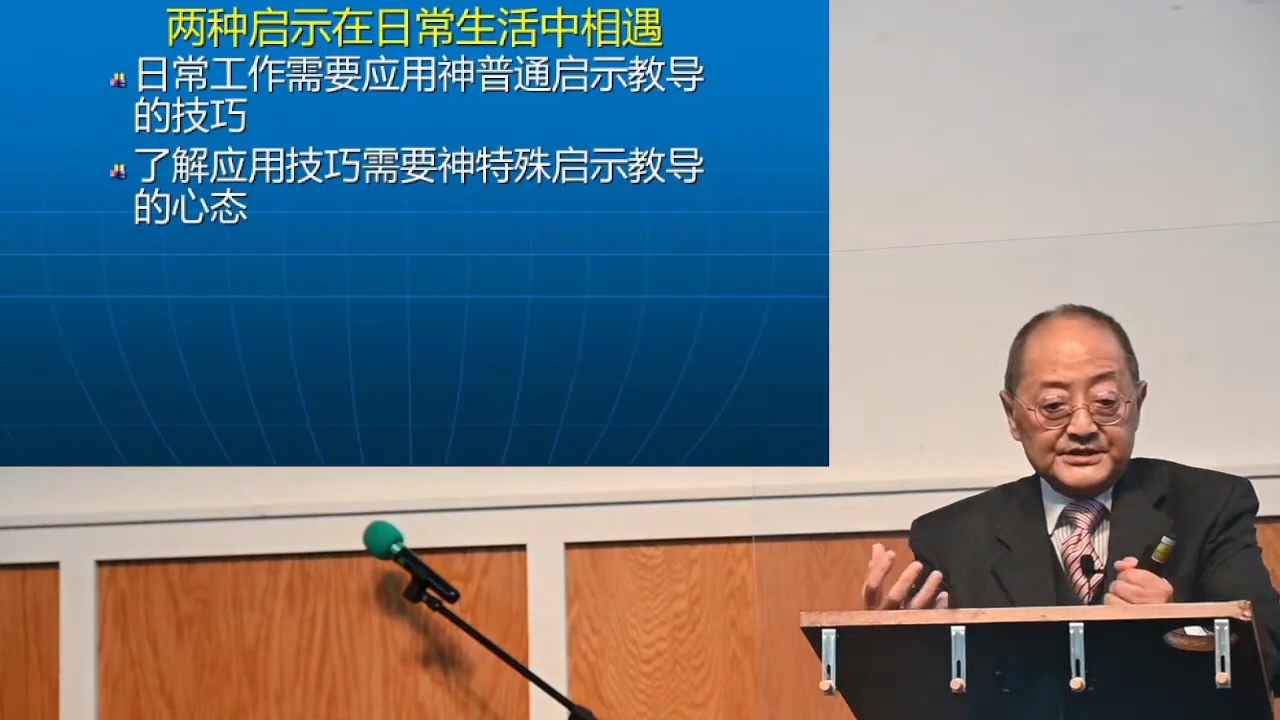 两种启示在日常生活中相遇
日常工作需要应用神普通启示教导
的技巧
了解应用技巧需要神特殊启示教导
的心态